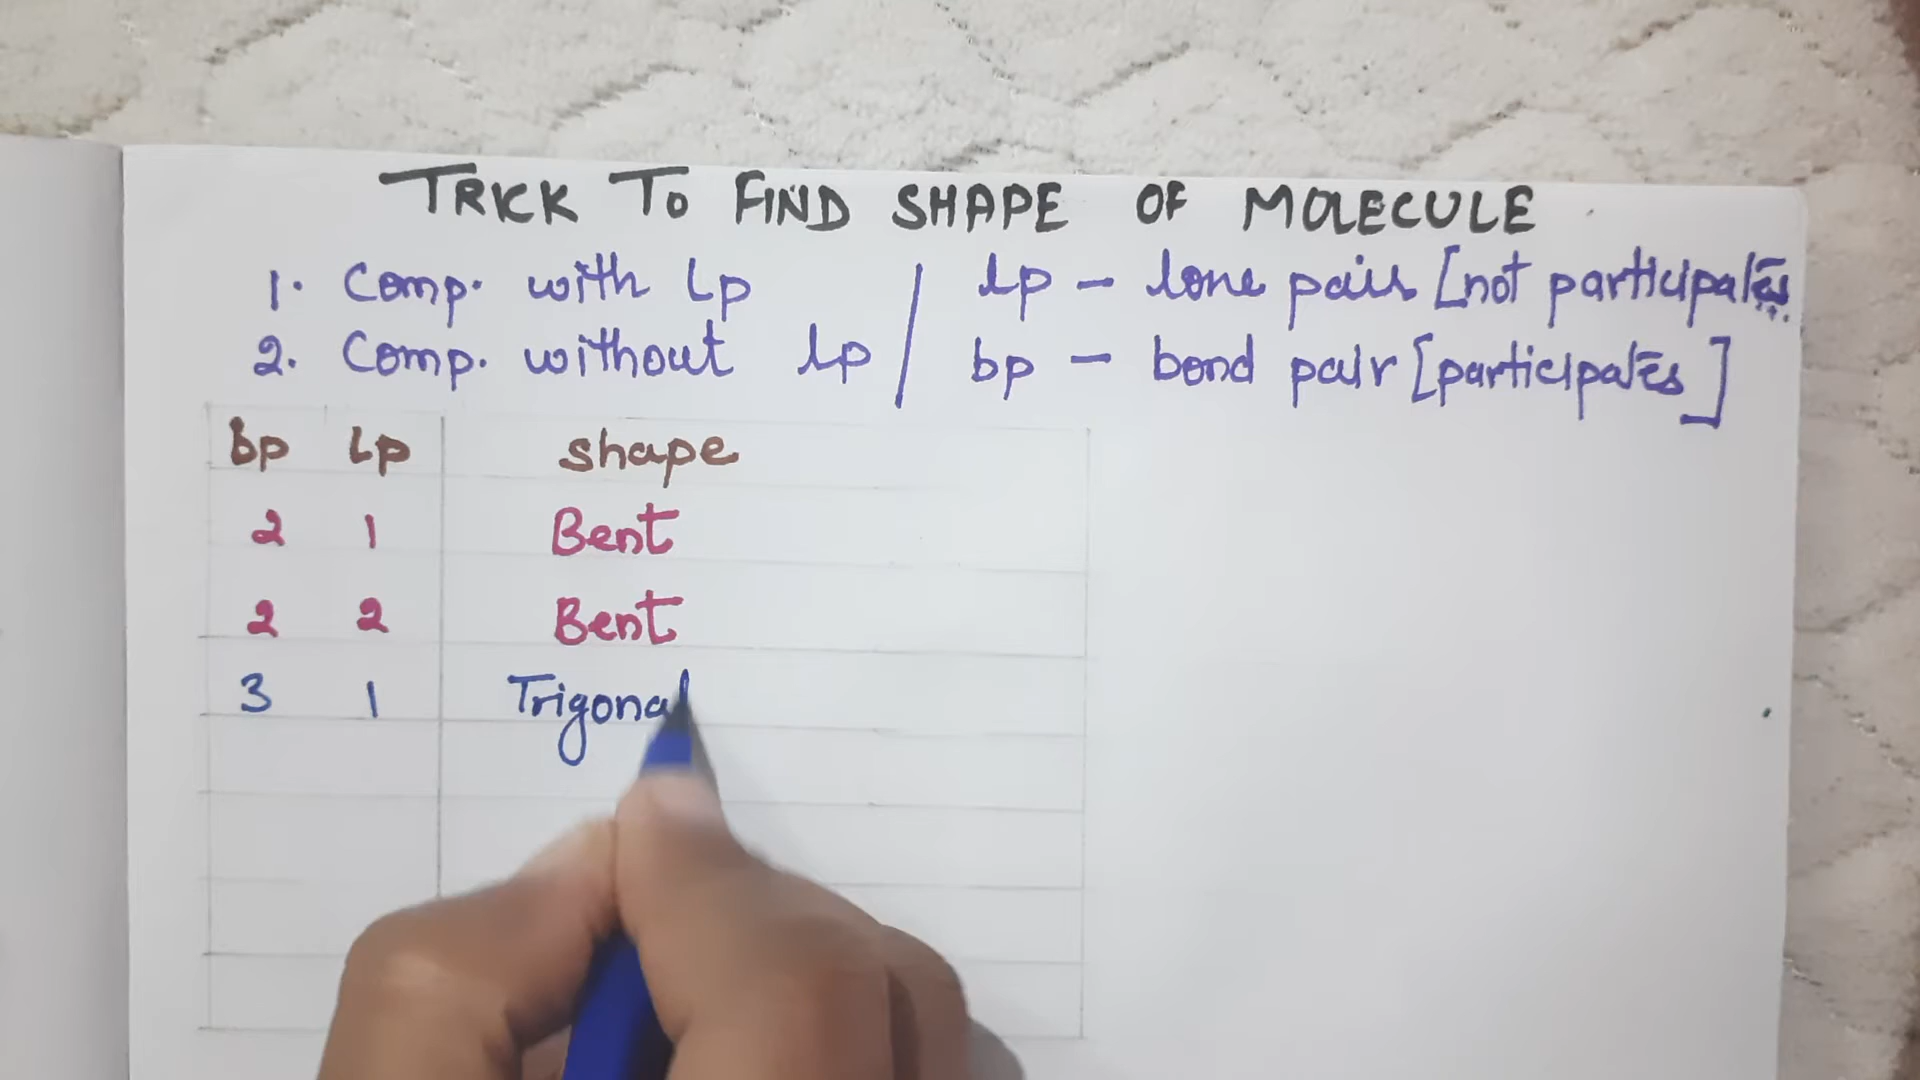 TRICK TO FIND SHAPE OF MOLECULE
1. Comp. with Lp / lp - lone pair [not participates
2. Comp. without lp / bp - bond pair [participates]
bp Lp shape
2 1 Bent
2 2 Bent
3 1 Trigonal